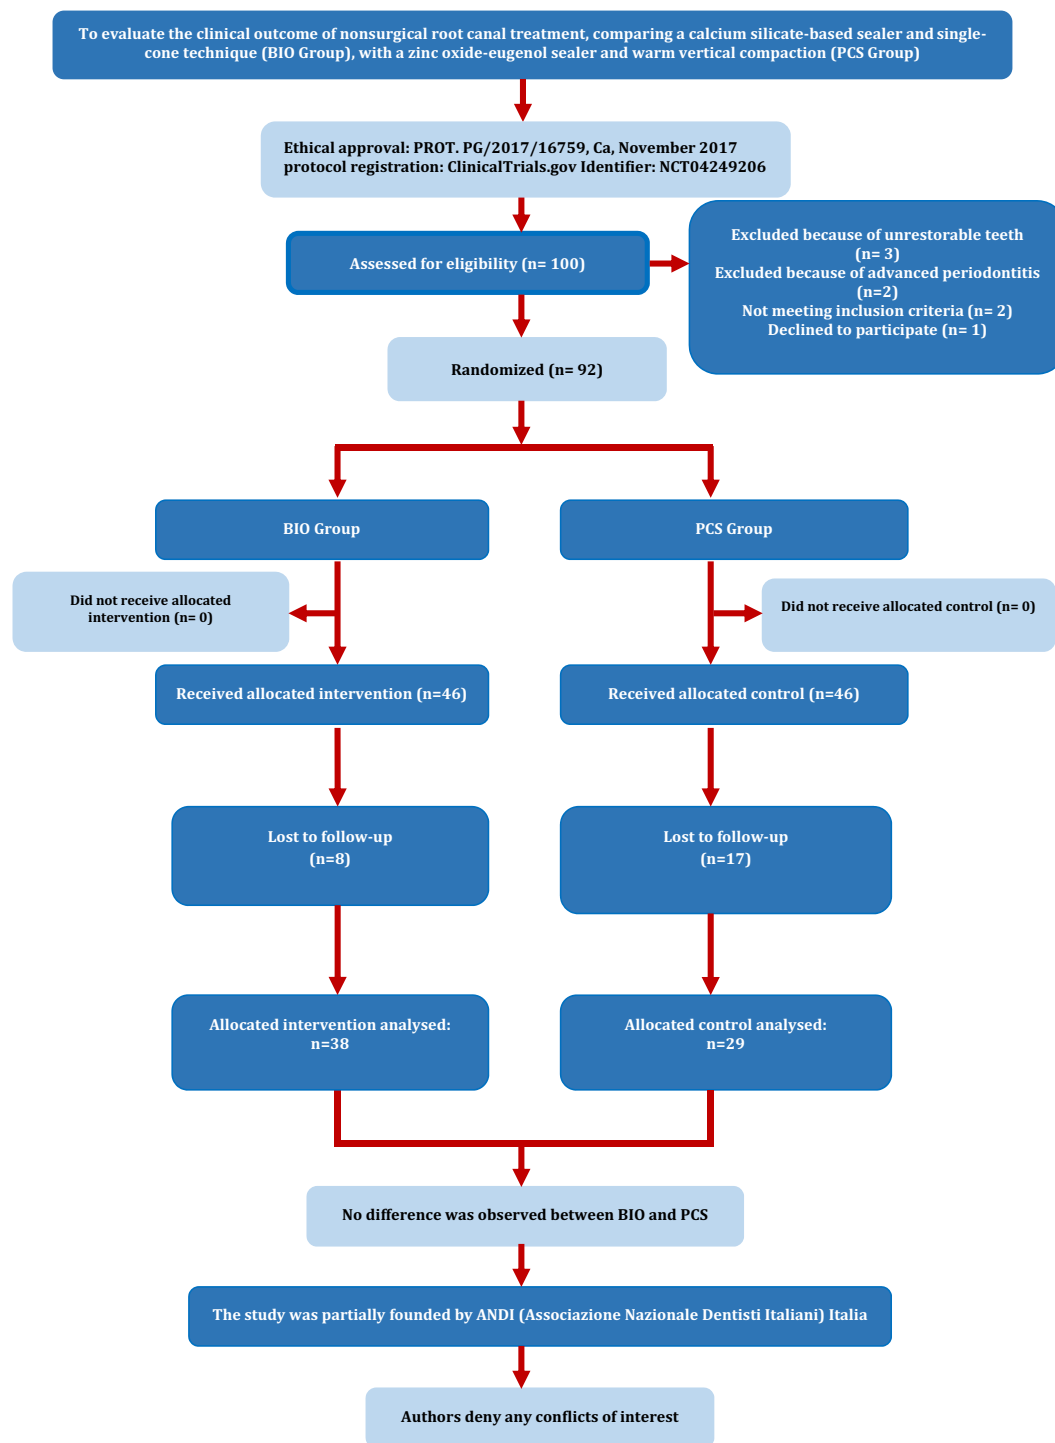 To evaluate the clinical outcome of nonsurgical root canal treatment, comparing a calcium silicate-based sealer and single-
cone technique (BIO Group), with a zinc oxide-eugenol sealer and warm vertical compaction (PCS Group)
Ethical approval: PROT. PG/2017/16759, Ca, November 2017
protocol registration: ClinicalTrials.gov Identifier: NCT04249206
Assessed for eligibility (n= 100)
Excluded because of unrestorable teeth
(n= 3)
Excluded because of advanced periodontitis
(n=2)
Not meeting inclusion criteria (n= 2)
Declined to participate (n= 1)
Randomized (n= 92)
BIO Group
PCS Group
Did not receive allocated
intervention (n= 0)
Did not receive allocated control (n= 0)
Received allocated intervention (n=46)
Received allocated control (n=46)
Lost to follow-up
(n=8)
Lost to follow-up
(n=17)
Allocated intervention analysed:
n=38
Allocated control analysed:
n=29
No difference was observed between BIO and PCS
The study was partially founded by ANDI (Associazione Nazionale Dentisti Italiani) Italia
Authors deny any conflicts of interest